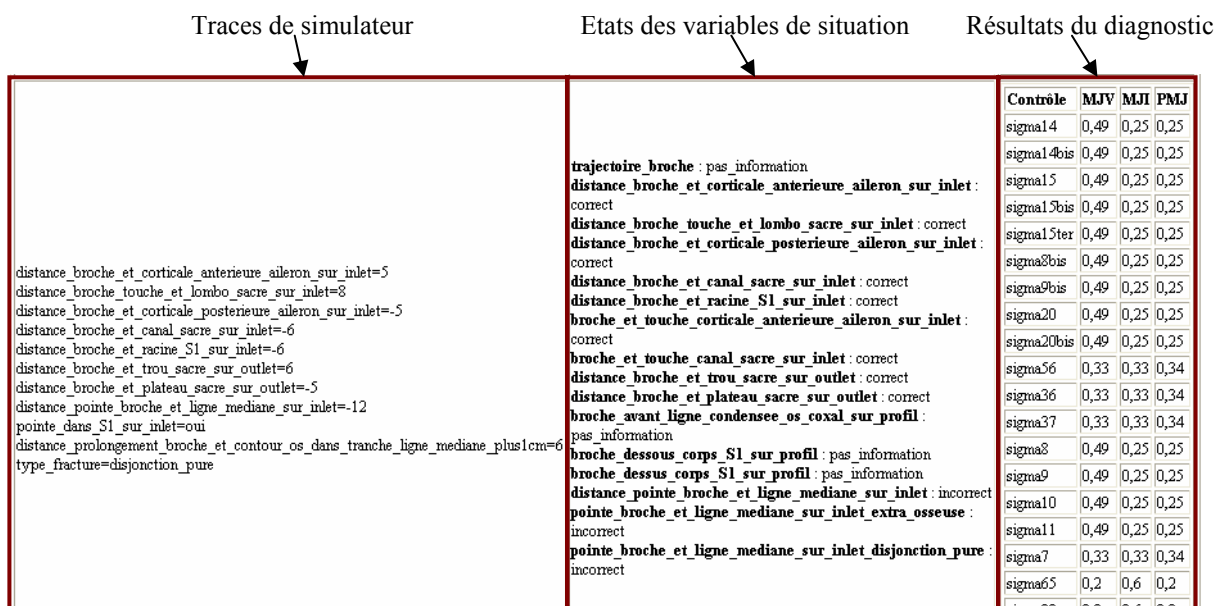 Traces de simulateur
Etats des variables de situation
Résultats du diagnostic
distance_broche_et_corticale_anterieure_aileron_sur_inlet=5
distance_broche_touche_et_lombo_sacre_sur_inlet=8
distance_broche_et_corticale_posterieure_aileron_sur_inlet=-5
distance_broche_et_canal_sacre_sur_inlet=-6
distance_broche_et_racine_S1_sur_inlet=-6
distance_broche_et_trou_sacre_sur_outlet=6
distance_broche_et_plateau_sacre_sur_outlet=-5
distance_pointe_broche_et_ligne_mediane_sur_inlet=-12
pointe_dans_S1_sur_inlet=oui
distance_prolongement_broche_et_contour_os_dans_tranche_ligne_mediane_plus1cm=6
type_fracture=disjonction_pure
trajectoire_broche : pas_information
distance_broche_et_corticale_anterieure_aileron_sur_inlet :
correct
distance_broche_touche_et_lombo_sacre_sur_inlet : correct
distance_broche_et_corticale_posterieure_aileron_sur_inlet :
correct
distance_broche_et_canal_sacre_sur_inlet : correct
distance_broche_et_racine_S1_sur_inlet : correct
broche_et_touche_corticale_anterieure_aileron_sur_inlet :
correct
broche_et_touche_canal_sacre_sur_inlet : correct
distance_broche_et_trou_sacre_sur_outlet : correct
distance_broche_et_plateau_sacre_sur_outlet : correct
broche_avant_ligne_condensee_os_coxal_sur_profil :
pas_information
broche_dessous_corps_S1_sur_profil : pas_information
broche_dessus_corps_S1_sur_profil : pas_information
distance_pointe_broche_et_ligne_mediane_sur_inlet : incorrect
pointe_broche_et_ligne_mediane_sur_inlet_extra_osseuse :
incorrect
pointe_broche_et_ligne_mediane_sur_inlet_disjonction_pure :
incorrect
Contrôle MJV MJI PMJ
sigma14 0,49 0,25 0,25
sigma14bis 0,49 0,25 0,25
sigma15 0,49 0,25 0,25
sigma15bis 0,49 0,25 0,25
sigma15ter 0,49 0,25 0,25
sigma8bis 0,49 0,25 0,25
sigma9bis 0,49 0,25 0,25
sigma20 0,49 0,25 0,25
sigma20bis 0,49 0,25 0,25
sigma56 0,33 0,33 0,34
sigma36 0,33 0,33 0,34
sigma37 0,33 0,33 0,34
sigma8 0,49 0,25 0,25
sigma9 0,49 0,25 0,25
sigma10 0,49 0,25 0,25
sigma11 0,49 0,25 0,25
sigma7 0,33 0,33 0,34
sigma65 0,2 0,6 0,2